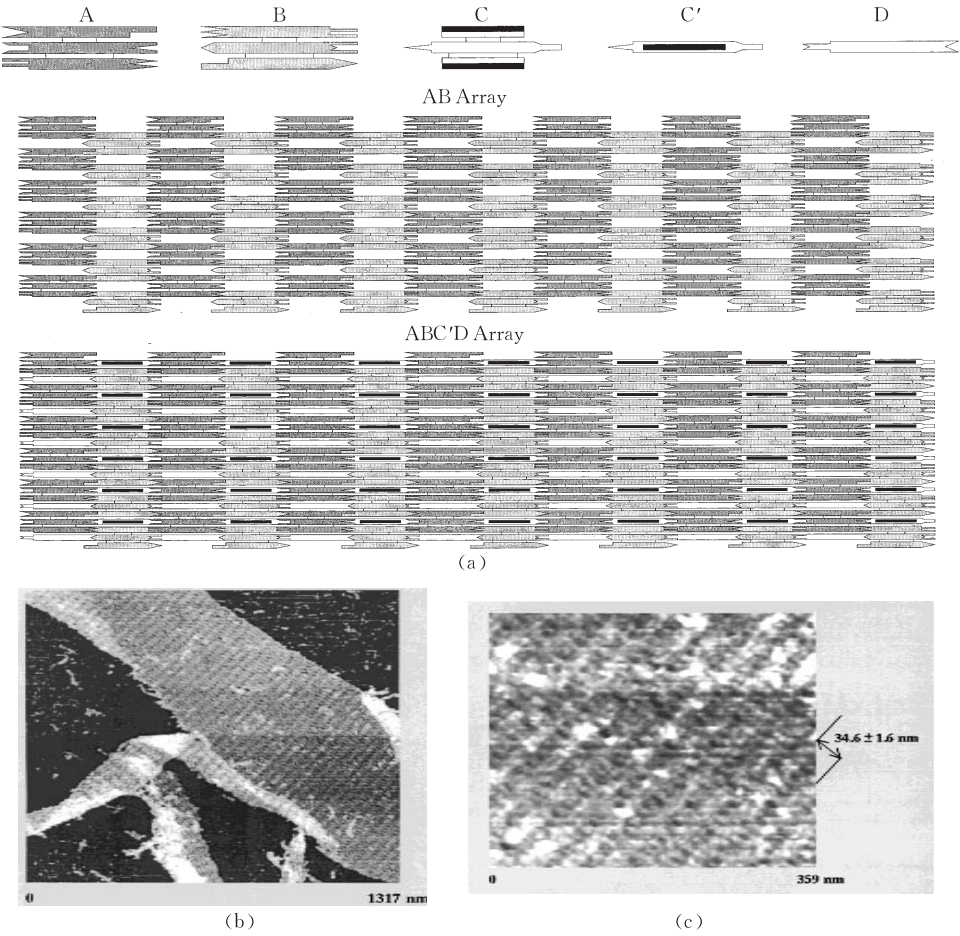 A B C C′ D
AB Array
ABC′D Array
(a)
34.6 ± 1.6 nm
0 1317 nm
0 359 nm
(b) (c)